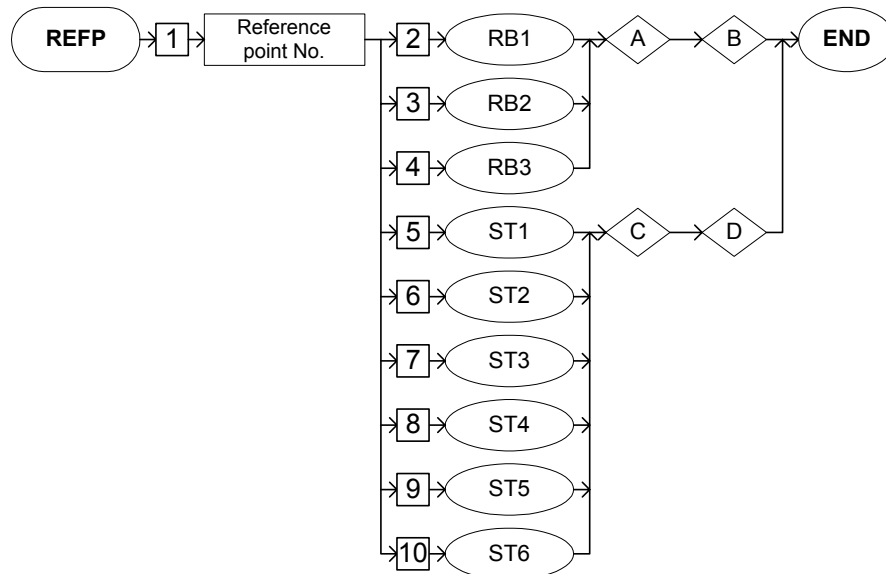 REFP
1
Reference
point No.
2
RB1
A
B
END
3
RB2
4
RB3
5
ST1
C
D
6
ST2
7
ST3
8
ST4
9
ST5
10
ST6